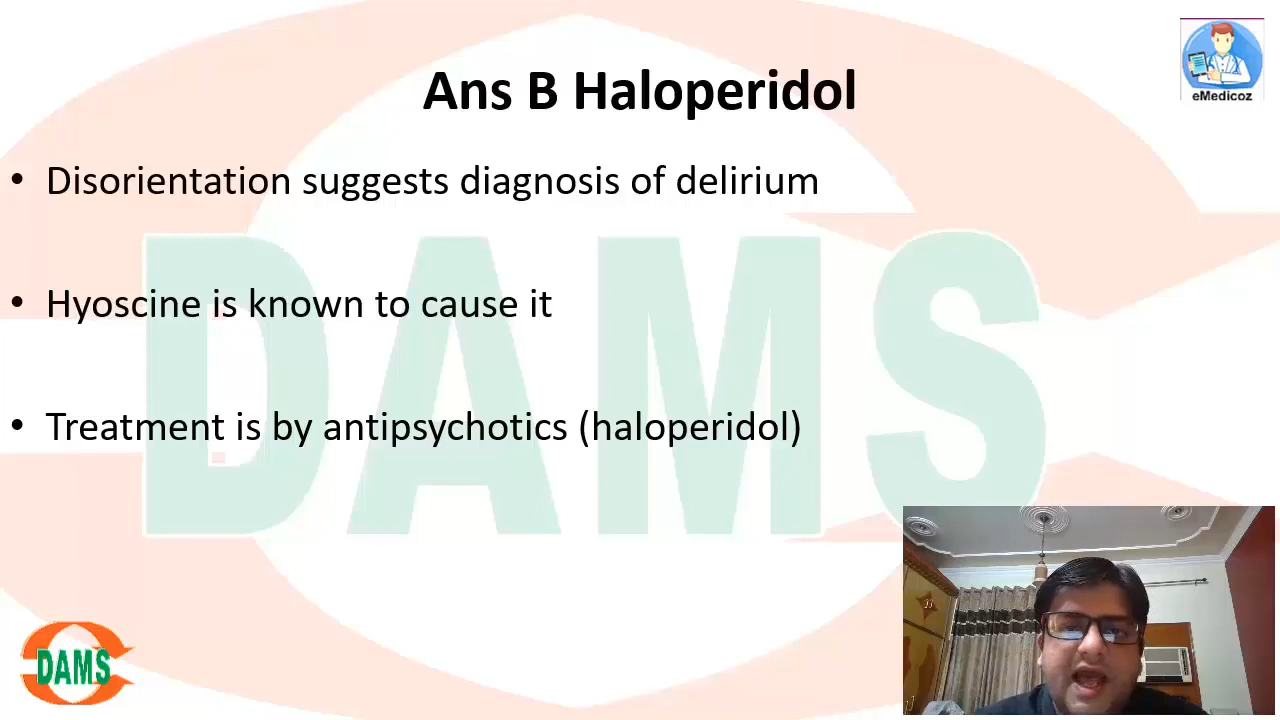 eMedicoz
Ans B Haloperidol
• Disorientation suggests diagnosis of delirium
• Hyoscine is known to cause it
• Treatment is by antipsychotics (haloperidol)
DAMS
DAMS